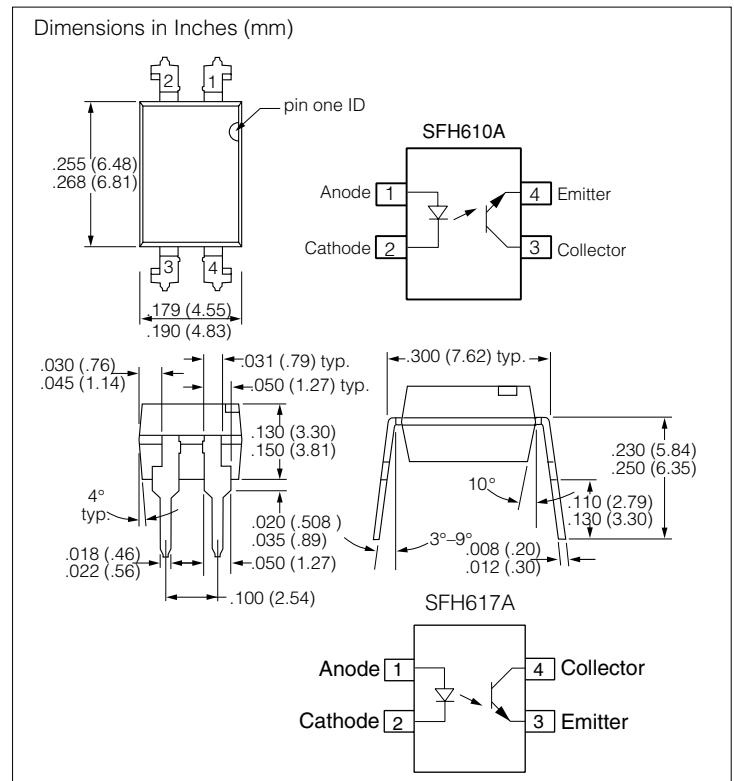 Dimensions in Inches (mm)
2 1
pin one ID
.255 (6.48)
.268 (6.81)
3 4
.179 (4.55)
.190 (4.83)
SFH610A
Anode 1
4 Emitter
Cathode 2
3 Collector
.030 (.76)
.045 (1.14)
.031 (.79) typ.
.050 (1.27) typ.
.130 (3.30)
.150 (3.81)
4°
typ.
.020 (.508 )
.035 (.89)
.018 (.46)
.022 (.56)
.050 (1.27)
.100 (2.54)
.300 (7.62) typ.
.230 (5.84)
.250 (6.35)
10°
.110 (2.79)
.130 (3.30)
3°–9°
.008 (.20)
.012 (.30)
SFH617A
Anode 1
4 Collector
Cathode 2
3 Emitter